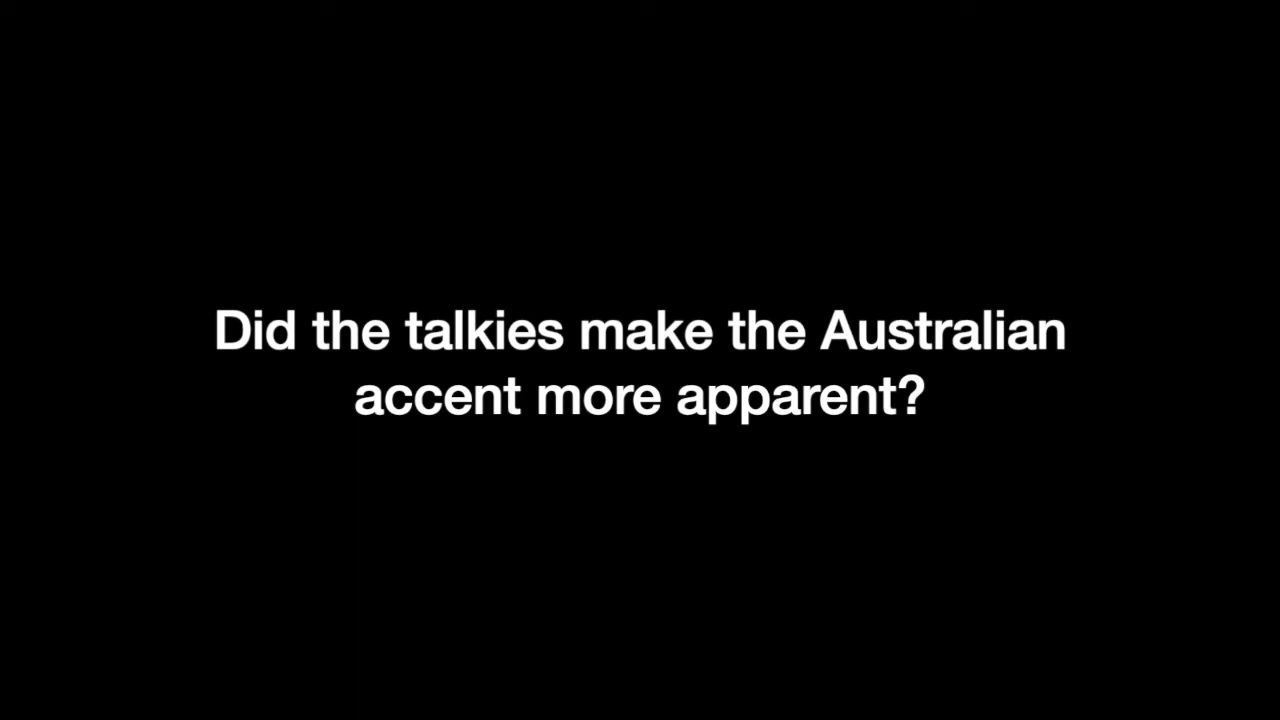 Did the talkies make the Australian
accent more apparent?